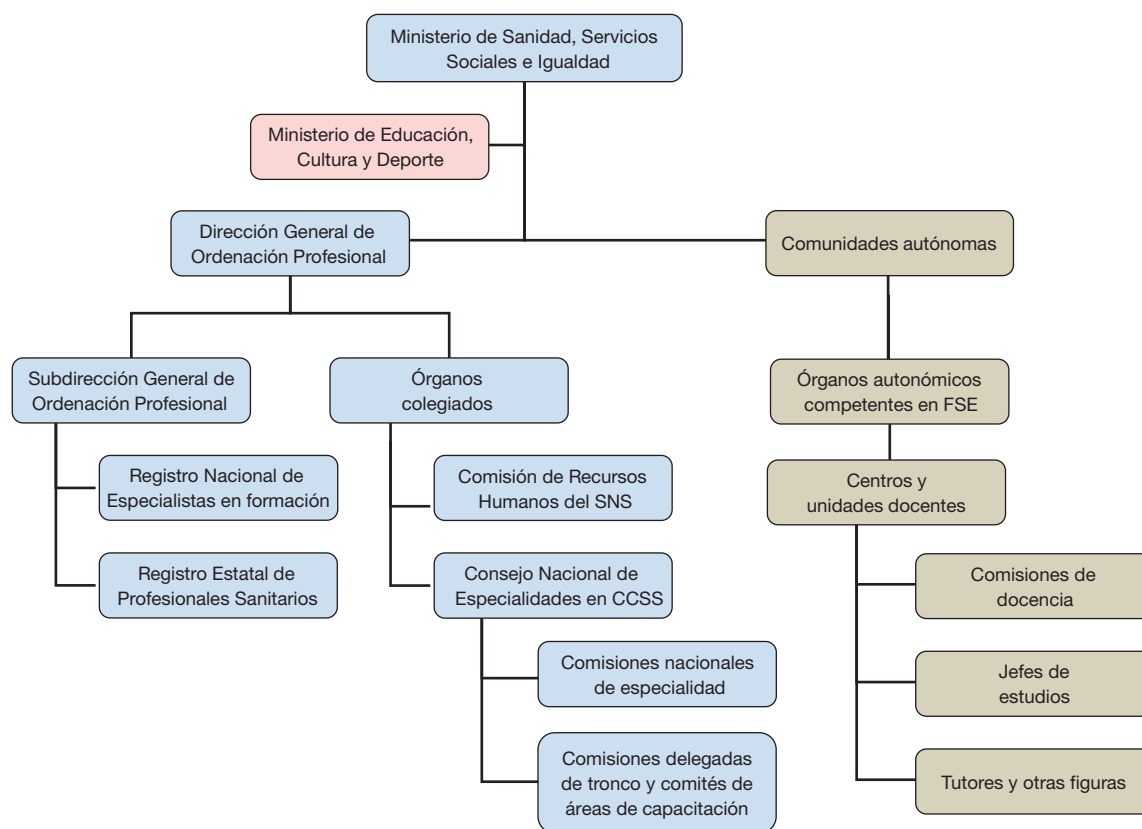 Ministerio de Sanidad, Servicios
Sociales e Igualdad
Ministerio de Educación,
Cultura y Deporte
Dirección General de
Ordenación Profesional
Comunidades autónomas
Subdirección General de
Ordenación Profesional
Órganos
colegiados
Órganos autonómicos
competentes en FSE
Registro Nacional de
Especialistas en formación
Comisión de Recursos
Humanos del SNS
Centros y
unidades docentes
Registro Estatal de
Profesionales Sanitarios
Consejo Nacional de
Especialidades en CCSS
Comisiones de
docencia
Comisiones nacionales
de especialidad
Jefes de
estudios
Comisiones delegadas
de tronco y comités de
áreas de capacitación
Tutores y otras figuras